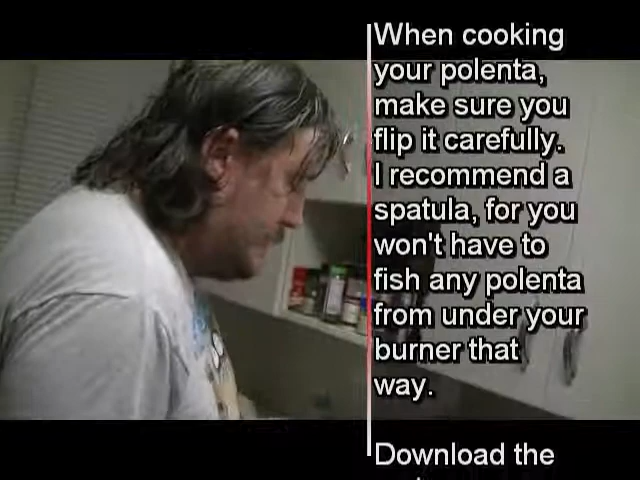 When cooking
your polenta,
make sure you
flip it carefully.
I recommend a
spatula, for you
won't have to
fish any polenta
from under your
burner that
way.
Download the